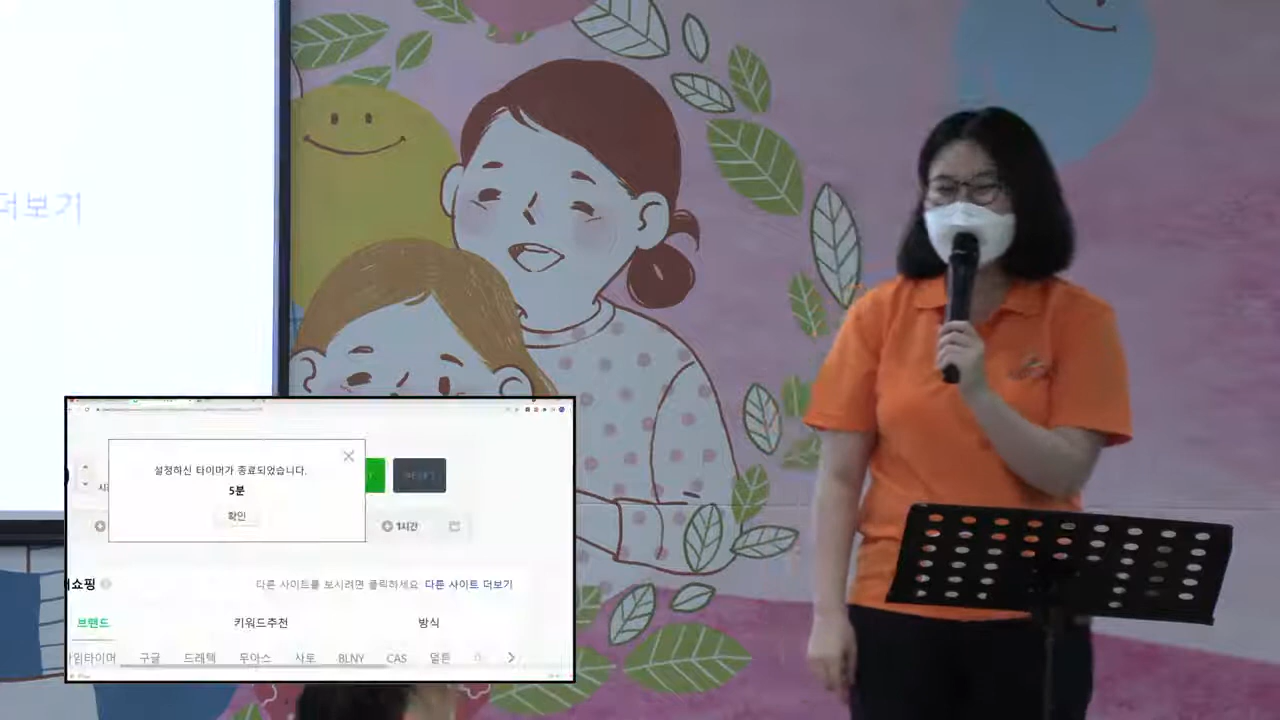 더보기
설정하신 타이머가 종료되었습니다.
5분
확인
1시간
쇼핑
다른 사이트를 보시려면 클릭하세요 다른 사이트 더보기
브랜드 키워드추천 방식
구글 드래텍 무아스 사토 BLNY CAS 덜튼